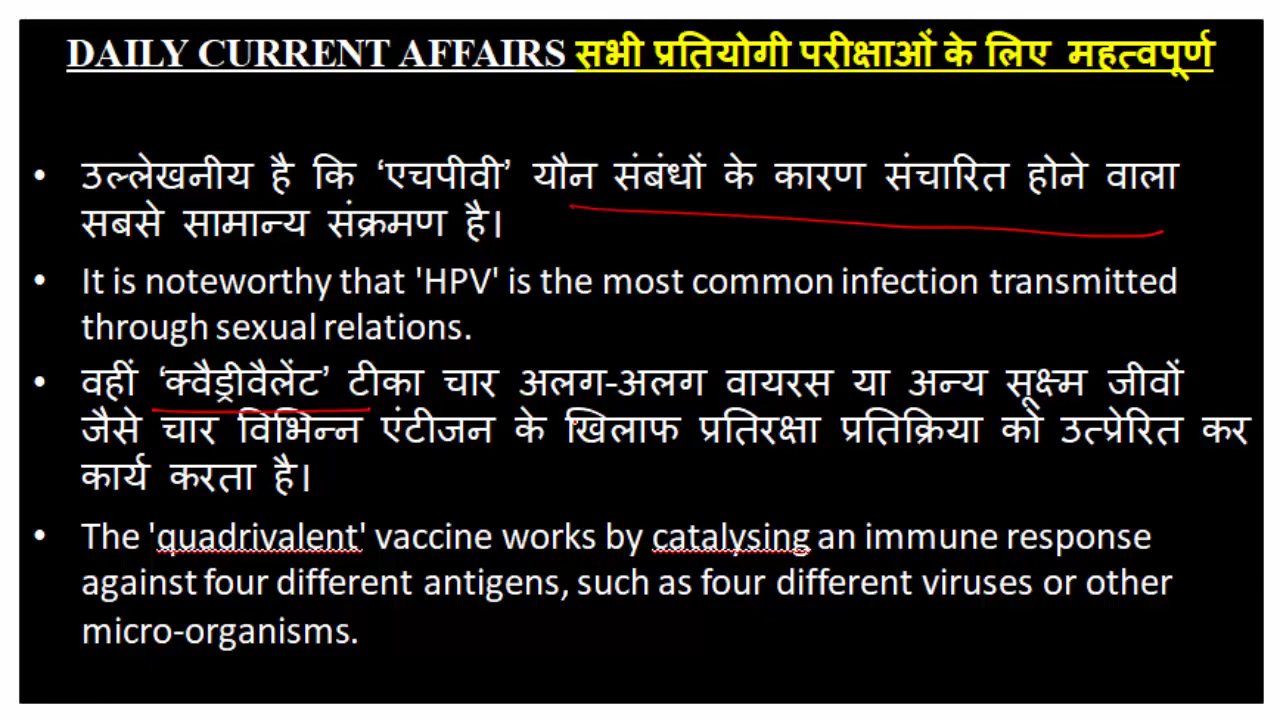 DAILY CURRENT AFFAIRS सभी प्रतियोगी परीक्षाओं के लिए महत्वपूर्ण
• उल्लेखनीय है कि ‘एचपीवी’ यौन संबंधों के कारण संचारित होने वाला
सबसे सामान्य संक्रमण है।
• It is noteworthy that 'HPV' is the most common infection transmitted
through sexual relations.
• वहीं ‘क्वैड्रीवैलेंट’ टीका चार अलग-अलग वायरस या अन्य सूक्ष्म जीवों
जैसे चार विभिन्न एंटीजन के खिलाफ प्रतिरक्षा प्रतिक्रिया को उत्प्रेरित कर
कार्य करता है।
• The 'quadrivalent' vaccine works by catalysing an immune response
against four different antigens, such as four different viruses or other
micro-organisms.